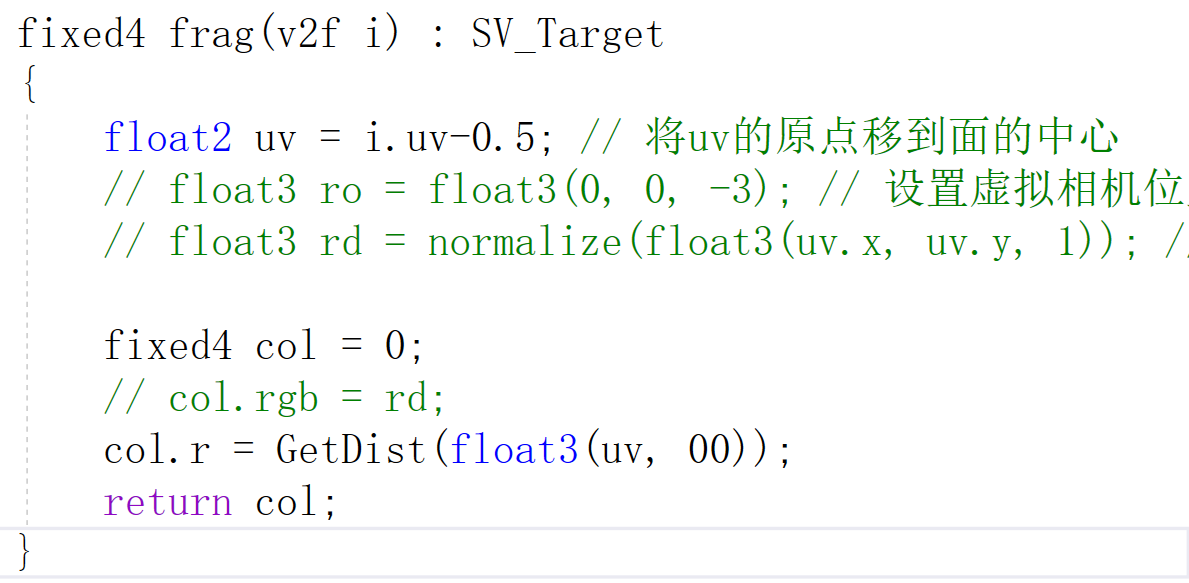 fixed4 frag(v2f i) : SV_Target
{
float2 uv = i.uv-0.5; // 将uv的原点移到面的中心
// float3 ro = float3(0, 0, -3); // 设置虚拟相机位
// float3 rd = normalize(float3(uv.x, uv.y, 1)); //
fixed4 col = 0;
// col.rgb = rd;
col.r = GetDist(float3(uv, 00));
return col;
}